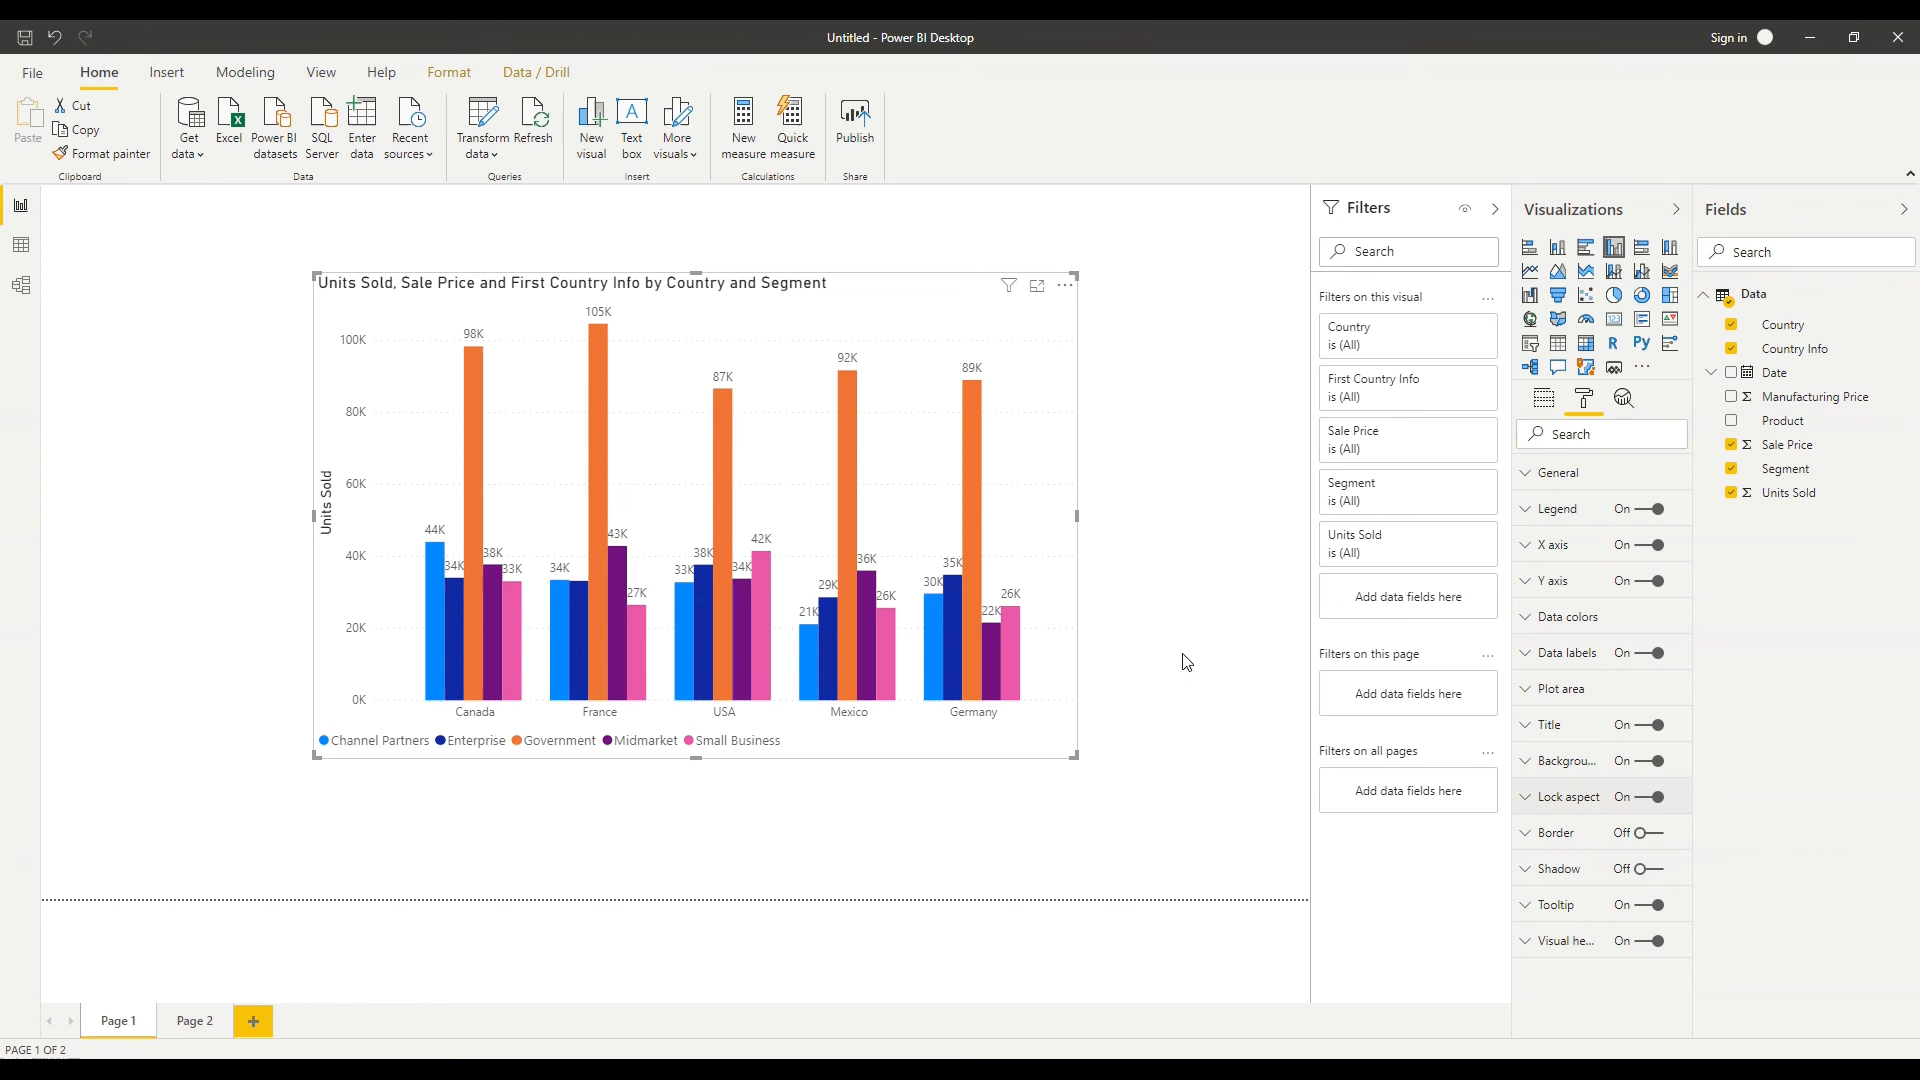 Untitled - Power BI Desktop
Sign in
File Home Insert Modeling View Help Format Data / Drill
Paste
Cut
Copy
Format painter
Clipboard
Get data
Excel
Power BI datasets
SQL Server
Enter data
Recent sources
Data
Transform data
Refresh
Queries
New visual
Text box
More visuals
Insert
New measure
Quick measure
Calculations
Publish
Share
Units Sold, Sale Price and First Country Info by Country and Segment
Units Sold
100K
80K
60K
40K
20K
0K
44K 34K 98K 38K 33K
34K 105K 43K 27K
33K 38K 87K 34K 42K
21K 29K 92K 36K 26K
30K 35K 89K 22K 26K
Canada France USA Mexico Germany
Channel Partners Enterprise Government Midmarket Small Business
Filters
Search
Filters on this visual
Country
is (All)
First Country Info
is (All)
Sale Price
is (All)
Segment
is (All)
Units Sold
is (All)
Add data fields here
Filters on this page
Add data fields here
Filters on all pages
Add data fields here
Visualizations
123
R
Py
Search
General
Legend On
X axis On
Y axis On
Data colors
Data labels On
Plot area
Title On
Backgrou... On
Lock aspect On
Border Off
Shadow Off
Tooltip On
Visual he... On
Fields
Search
Data
Country
Country Info
Date
Σ Manufacturing Price
Product
Σ Sale Price
Segment
Σ Units Sold
Page 1
Page 2
PAGE 1 OF 2